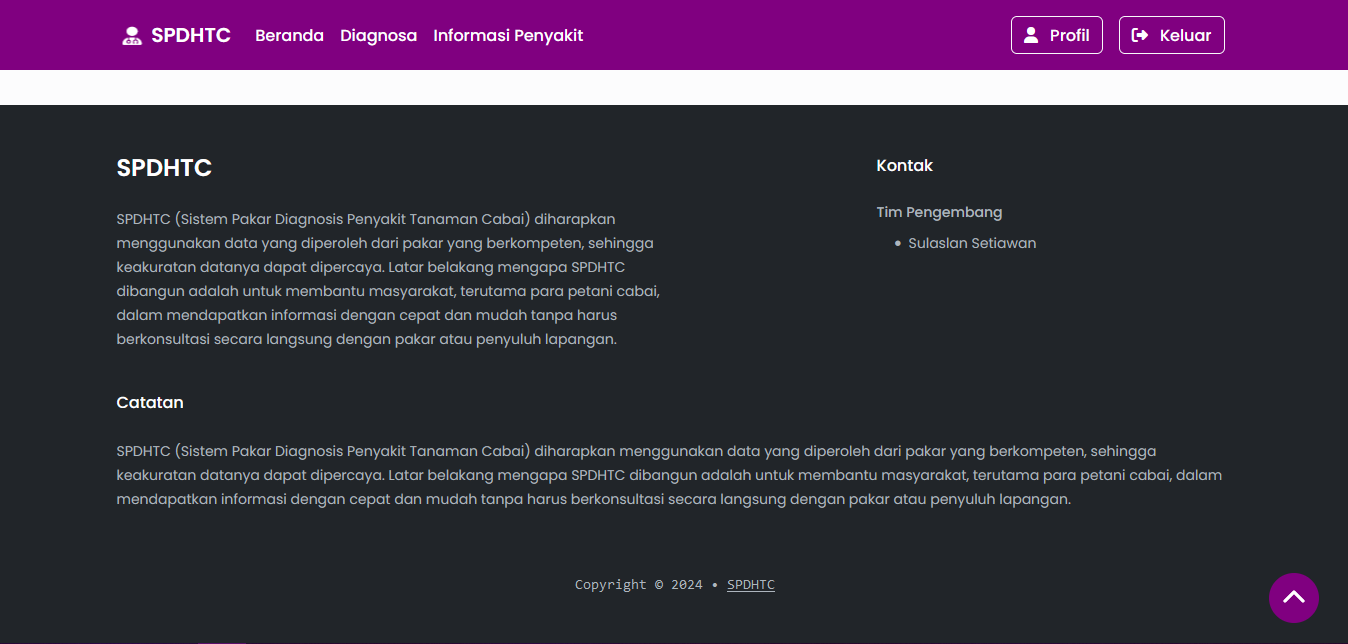 SPDHTC Beranda Diagnosa Informasi Penyakit Profil Keluar
SPDHTC
SPDHTC (Sistem Pakar Diagnosis Penyakit Tanaman Cabai) diharapkan
menggunakan data yang diperoleh dari pakar yang berkompeten, sehingga
keakuratan datanya dapat dipercaya. Latar belakang mengapa SPDHTC
dibangun adalah untuk membantu masyarakat, terutama para petani cabai,
dalam mendapatkan informasi dengan cepat dan mudah tanpa harus
berkonsultasi secara langsung dengan pakar atau penyuluh lapangan.
Kontak
Tim Pengembang
• Sulaslan Setiawan
Catatan
SPDHTC (Sistem Pakar Diagnosis Penyakit Tanaman Cabai) diharapkan menggunakan data yang diperoleh dari pakar yang berkompeten, sehingga
keakuratan datanya dapat dipercaya. Latar belakang mengapa SPDHTC dibangun adalah untuk membantu masyarakat, terutama para petani cabai, dalam
mendapatkan informasi dengan cepat dan mudah tanpa harus berkonsultasi secara langsung dengan pakar atau penyuluh lapangan.
Copyright © 2024 • SPDHTC